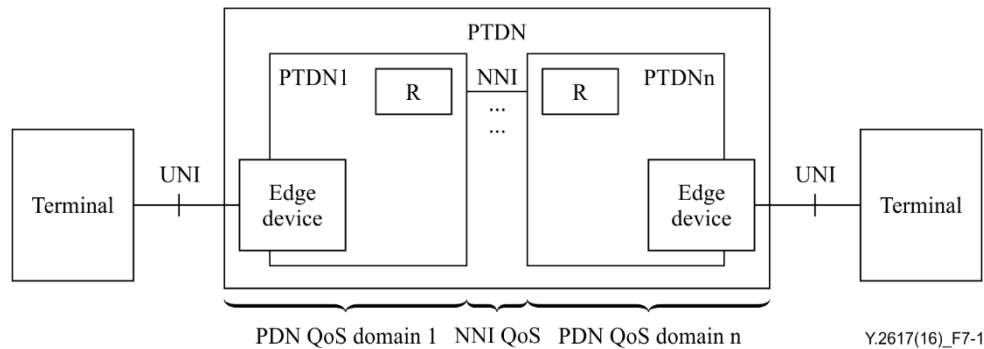 PTDN
PTDN1
NNI
PTDNn
R
...
...
R
UNI
UNI
Terminal
Edge
device
Edge
device
Terminal
PDN QoS domain 1
NNI QoS
PDN QoS domain n
Y.2617(16)_F7-1